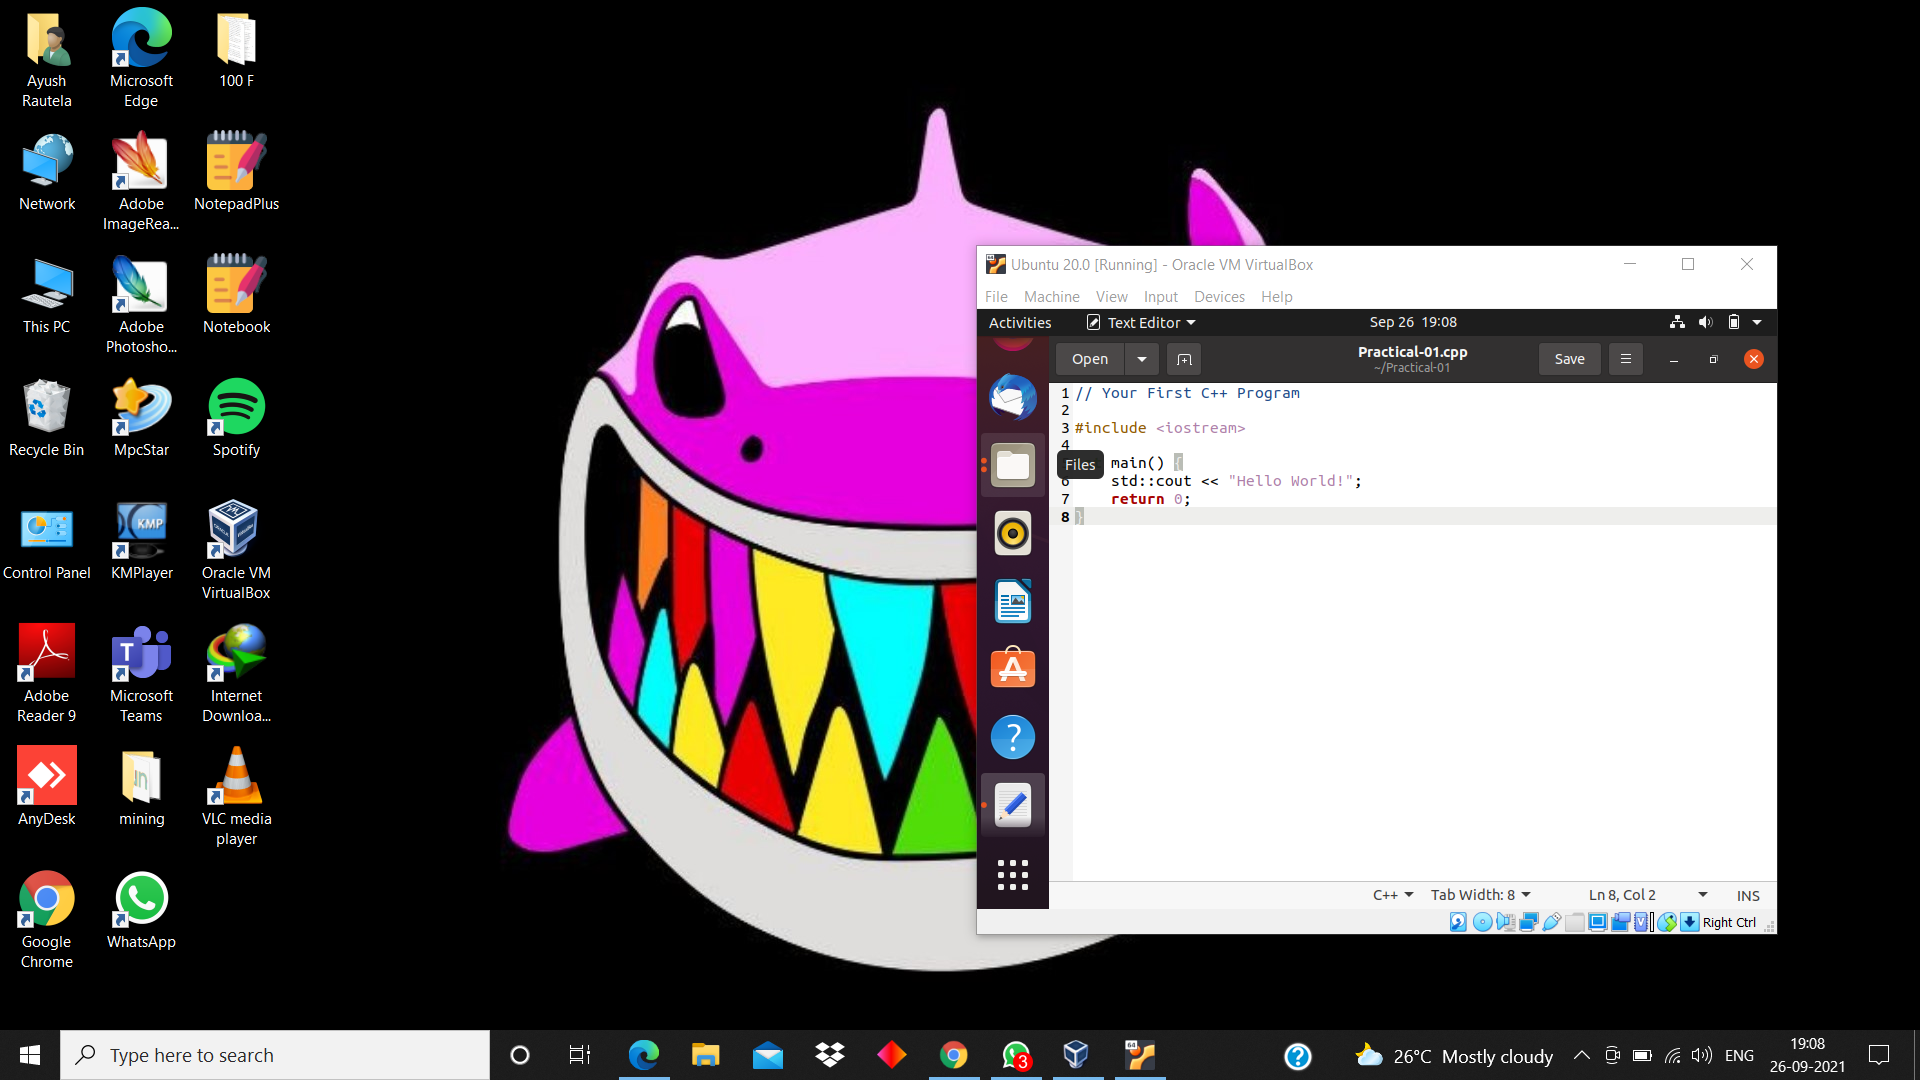 Ayush
Rautela
Microsoft
Edge
100 F
Network
Adobe
ImageRea...
NotepadPlus
This PC
Adobe
Photosho...
Notebook
Recycle Bin
MpcStar
Spotify
Control Panel
KMP
KMPlayer
Oracle VM
VirtualBox
Adobe
Reader 9
Microsoft
Teams
Internet
Downloa...
AnyDesk
mining
VLC media
player
Google
Chrome
WhatsApp
Ubuntu 20.0 [Running] - Oracle VM VirtualBox
File Machine View Input Devices Help
Activities Text Editor Sep 26 19:08
Open Practical-01.cpp Save
~/Practical-01
1 // Your First C++ Program
2
3 #include <iostream>
4
Files main() {
6 std::cout << "Hello World!";
7 return 0;
8 }
C++ Tab Width: 8 Ln 8, Col 2 INS
Right Ctrl
Type here to search
3
64
26°C Mostly cloudy
ENG
19:08
26-09-2021